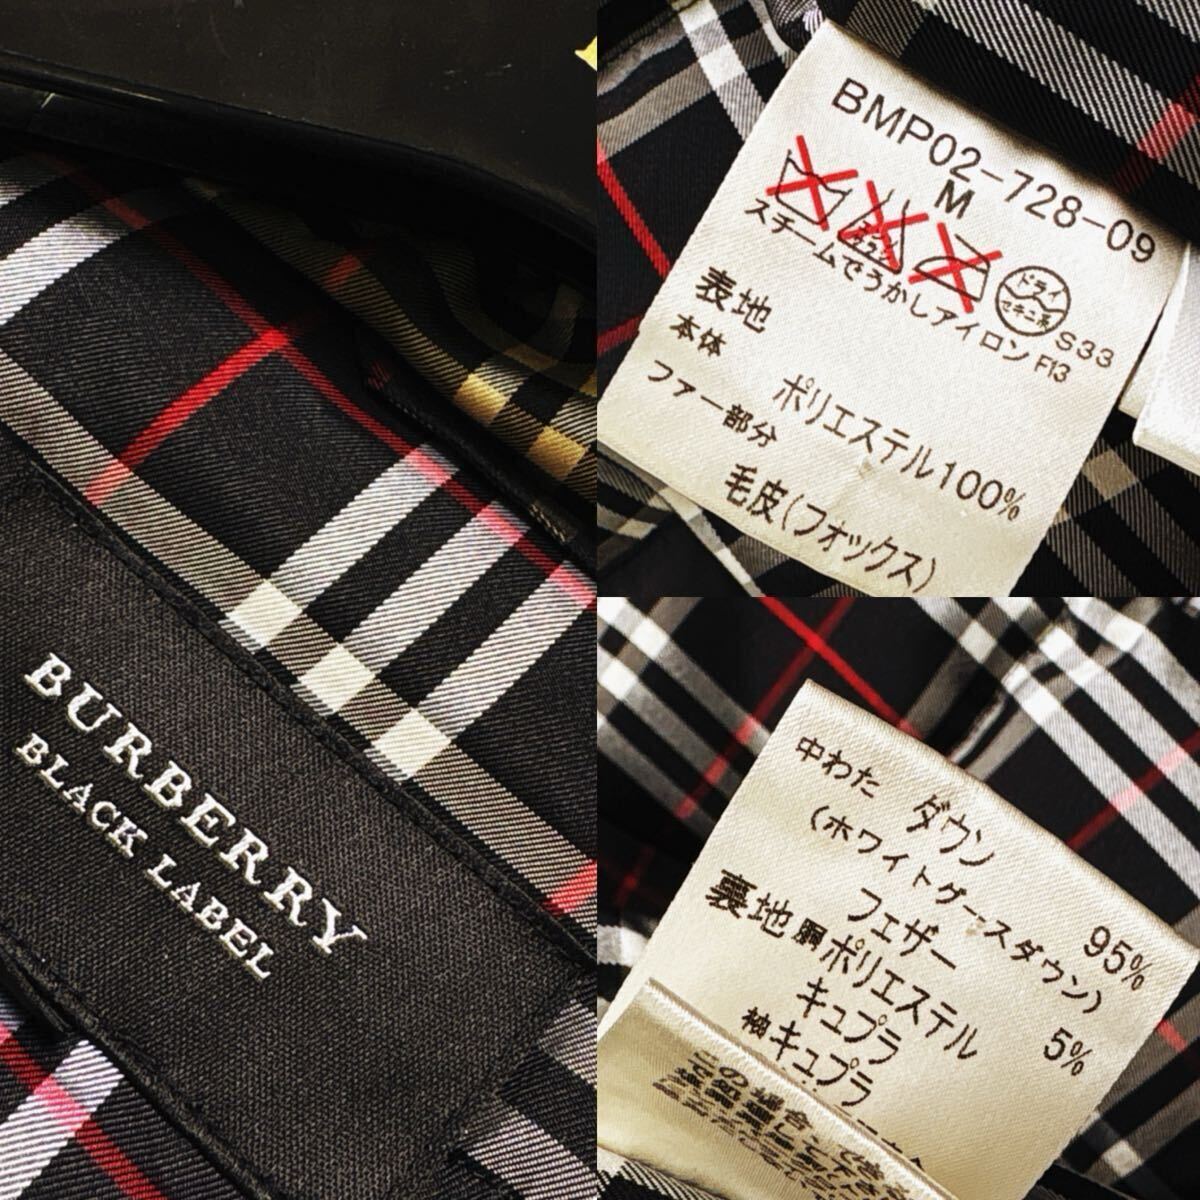 BURBERRY
BLACK LABEL
BMP02-728-09
M
ドライ
セキユ系
S33
スチームでうかしアイロン F13
表地
本体
ポリエステル100%
ファー部分
毛皮(フォックス)
中わた ダウン 95%
(ホワイトグースダウン)
フェザー 5%
裏地 胴 ポリエステル
キュプラ
袖 キュプラ